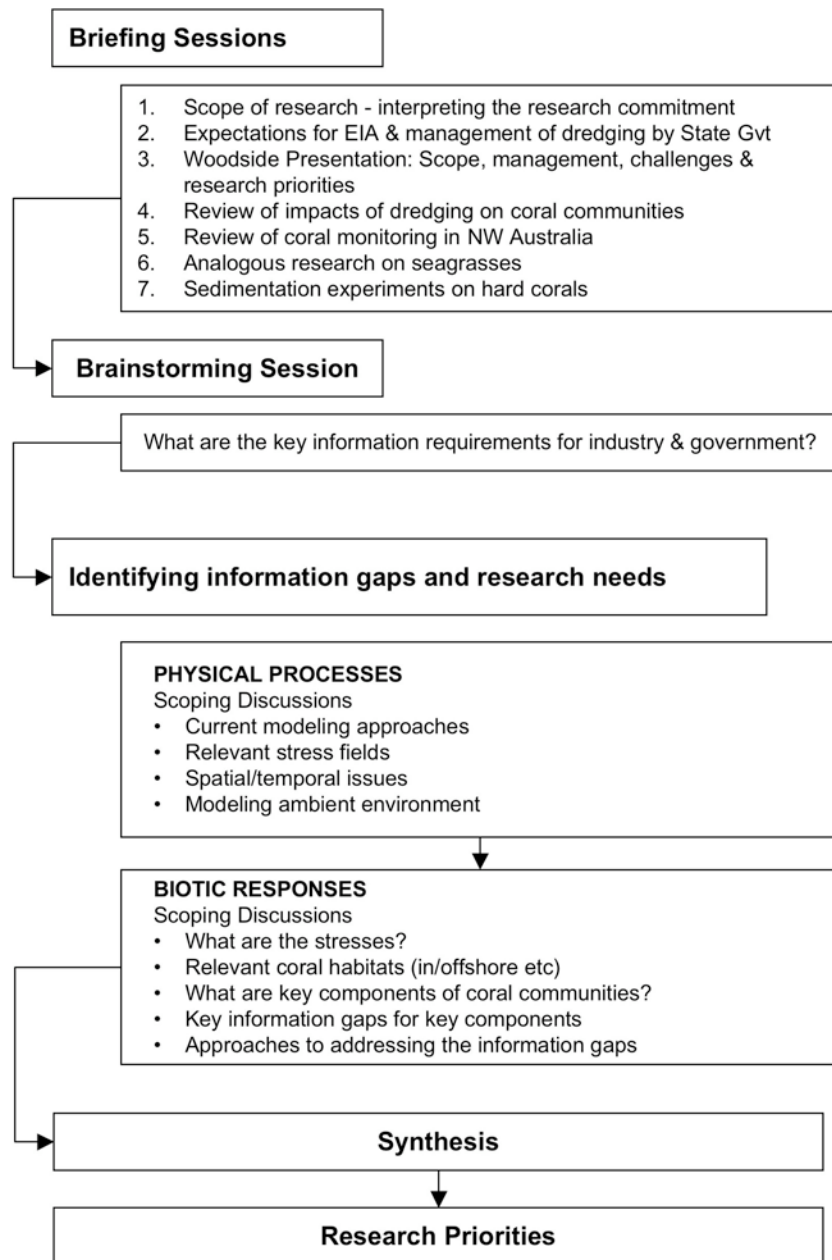 Briefing Sessions
1. Scope of research - interpreting the research commitment
2. Expectations for EIA & management of dredging by State Gvt
3. Woodside Presentation: Scope, management, challenges &
research priorities
4. Review of impacts of dredging on coral communities
5. Review of coral monitoring in NW Australia
6. Analogous research on seagrasses
7. Sedimentation experiments on hard corals
Brainstorming Session
What are the key information requirements for industry & government?
Identifying information gaps and research needs
PHYSICAL PROCESSES
Scoping Discussions
• Current modeling approaches
• Relevant stress fields
• Spatial/temporal issues
• Modeling ambient environment
BIOTIC RESPONSES
Scoping Discussions
• What are the stresses?
• Relevant coral habitats (in/offshore etc)
• What are key components of coral communities?
• Key information gaps for key components
• Approaches to addressing the information gaps
Synthesis
Research Priorities